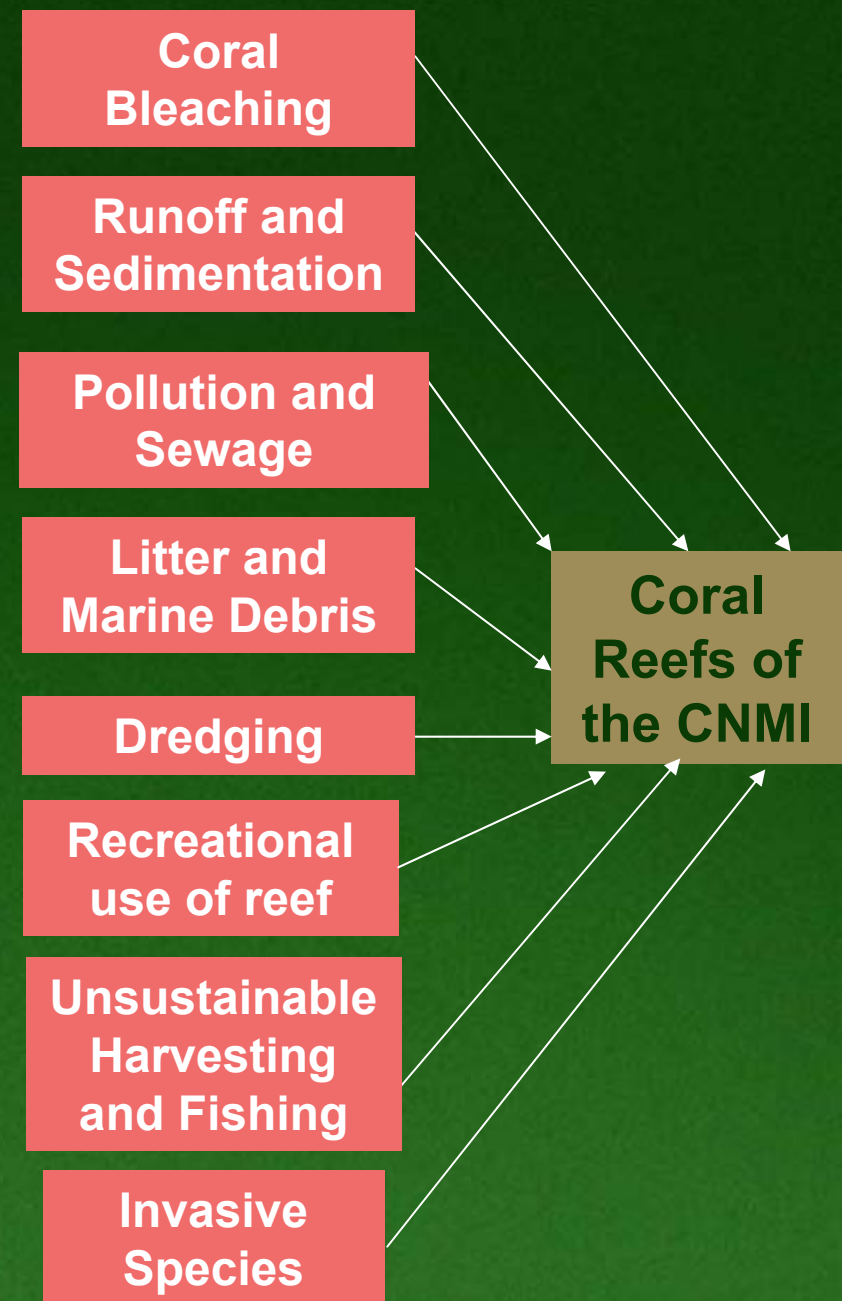 Coral
Bleaching
Runoff and
Sedimentation
Pollution and
Sewage
Litter and
Marine Debris
Dredging
Recreational
use of reef
Unsustainable
Harvesting
and Fishing
Invasive
Species
Coral
Reefs of
the CNMI